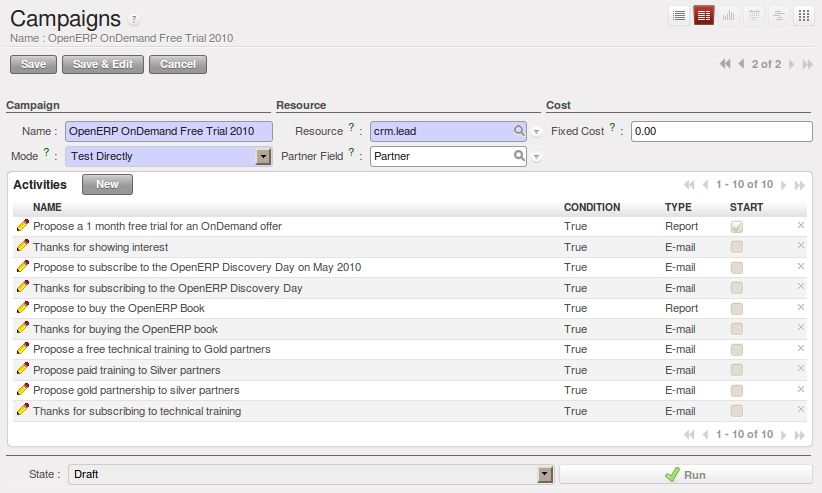 Campaigns ?
Name : OpenERP OnDemand Free Trial 2010
Save Save & Edit Cancel 2 of 2
Campaign Resource Cost
Name : OpenERP OnDemand Free Trial 2010 Resource ? : crm.lead Fixed Cost ? : 0.00
Mode ? : Test Directly Partner Field ? : Partner
Activities New 1 - 10 of 10
NAME CONDITION TYPE START
Propose a 1 month free trial for an OnDemand offer True Report
Thanks for showing interest True E-mail
Propose to subscribe to the OpenERP Discovery Day on May 2010 True E-mail
Thanks for subscribing to the OpenERP Discovery Day True E-mail
Propose to buy the OpenERP Book True Report
Thanks for buying the OpenERP book True E-mail
Propose a free technical training to Gold partners True E-mail
Propose paid training to Silver partners True E-mail
Propose gold partnership to silver partners True E-mail
Thanks for subscribing to technical training True E-mail
1 - 10 of 10
State : Draft Run